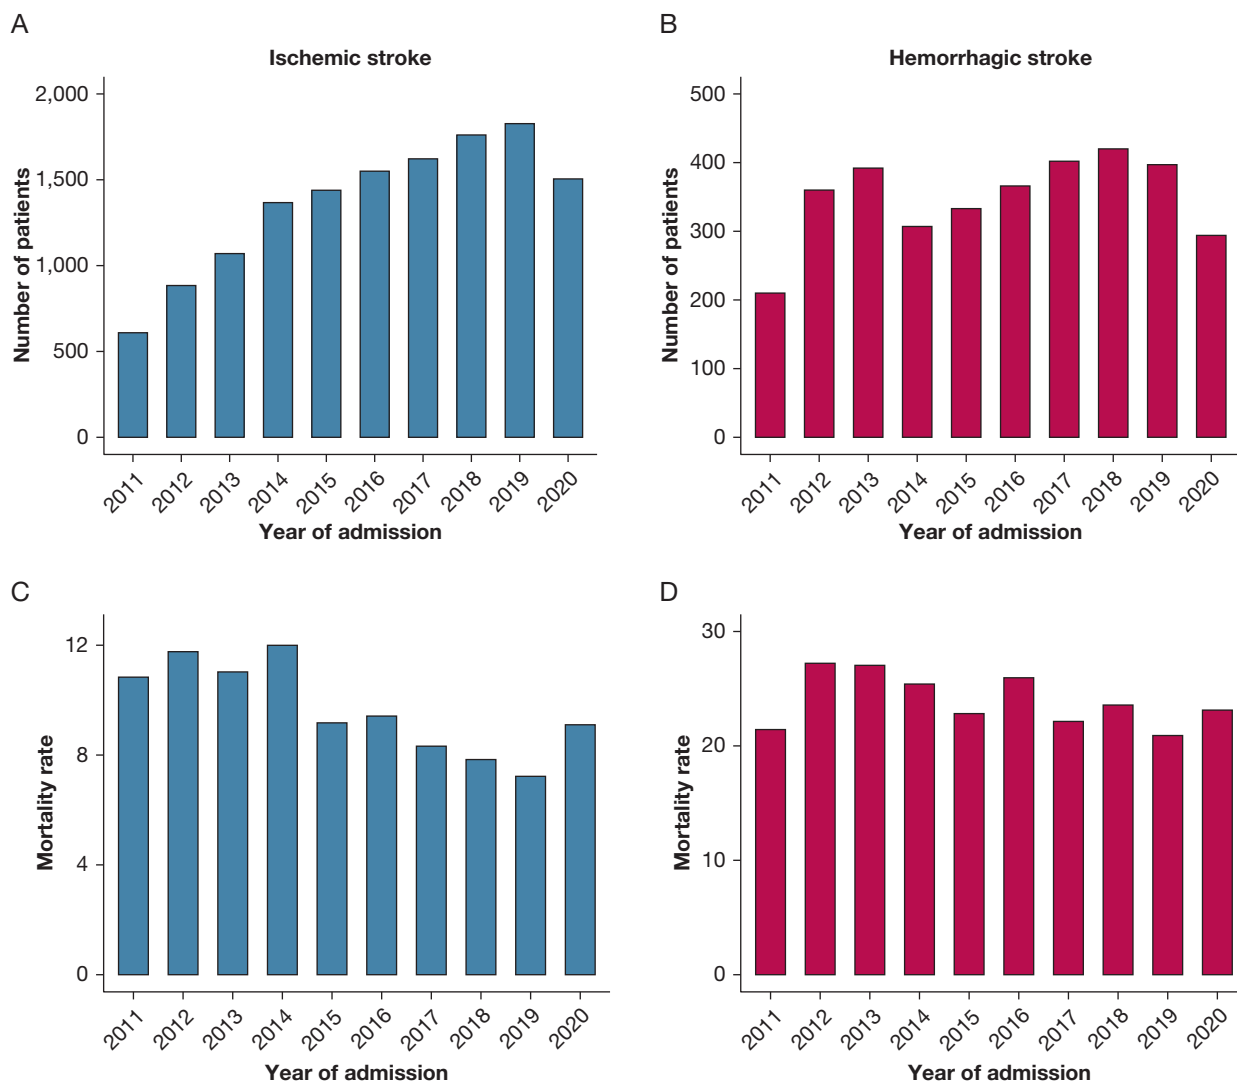 A
Ischemic stroke
Number of patients
2,000
1,500
1,000
500
0
2011 2012 2013 2014 2015 2016 2017 2018 2019 2020
Year of admission
B
Hemorrhagic stroke
Number of patients
500
400
300
200
100
0
2011 2012 2013 2014 2015 2016 2017 2018 2019 2020
Year of admission
C
Mortality rate
12
8
4
0
2011 2012 2013 2014 2015 2016 2017 2018 2019 2020
Year of admission
D
Mortality rate
30
20
10
0
2011 2012 2013 2014 2015 2016 2017 2018 2019 2020
Year of admission